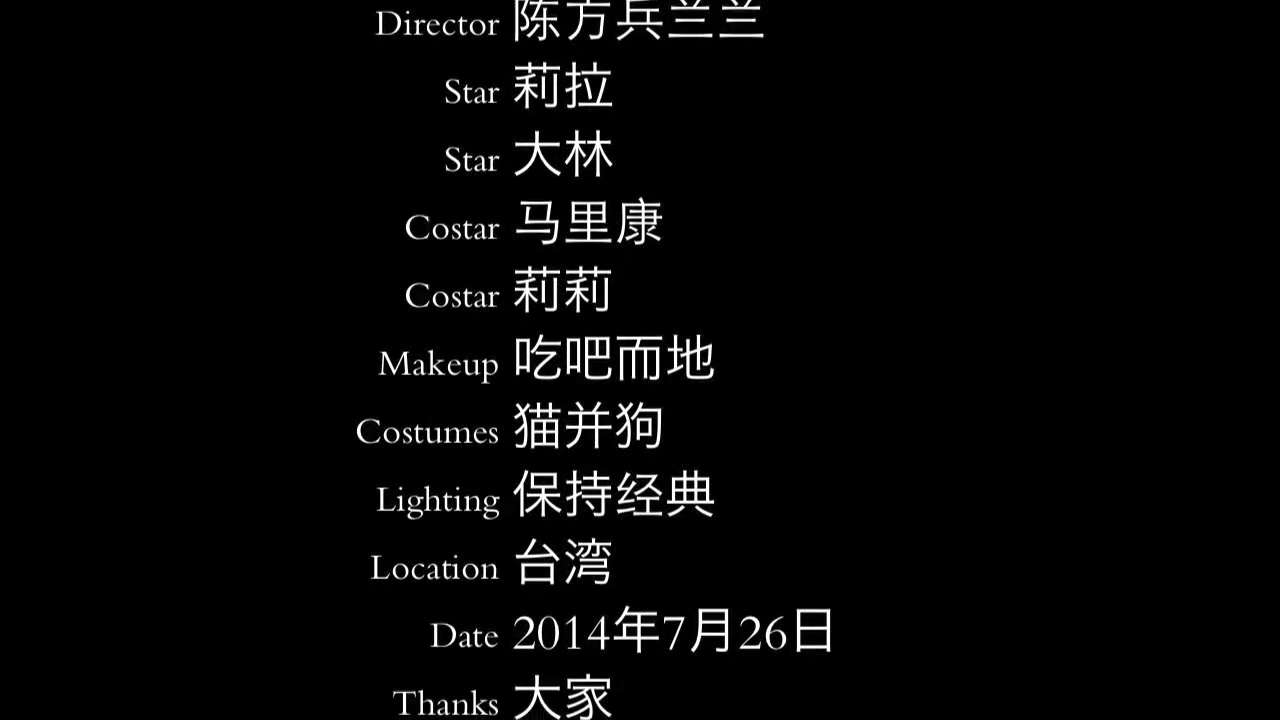 Director 陈方兵兰兰
Star 莉拉
Star 大林
Costar 马里康
Costar 莉莉
Makeup 吃吧而地
Costumes 猫并狗
Lighting 保持经典
Location 台湾
Date 2014年7月26日
Thanks 大家